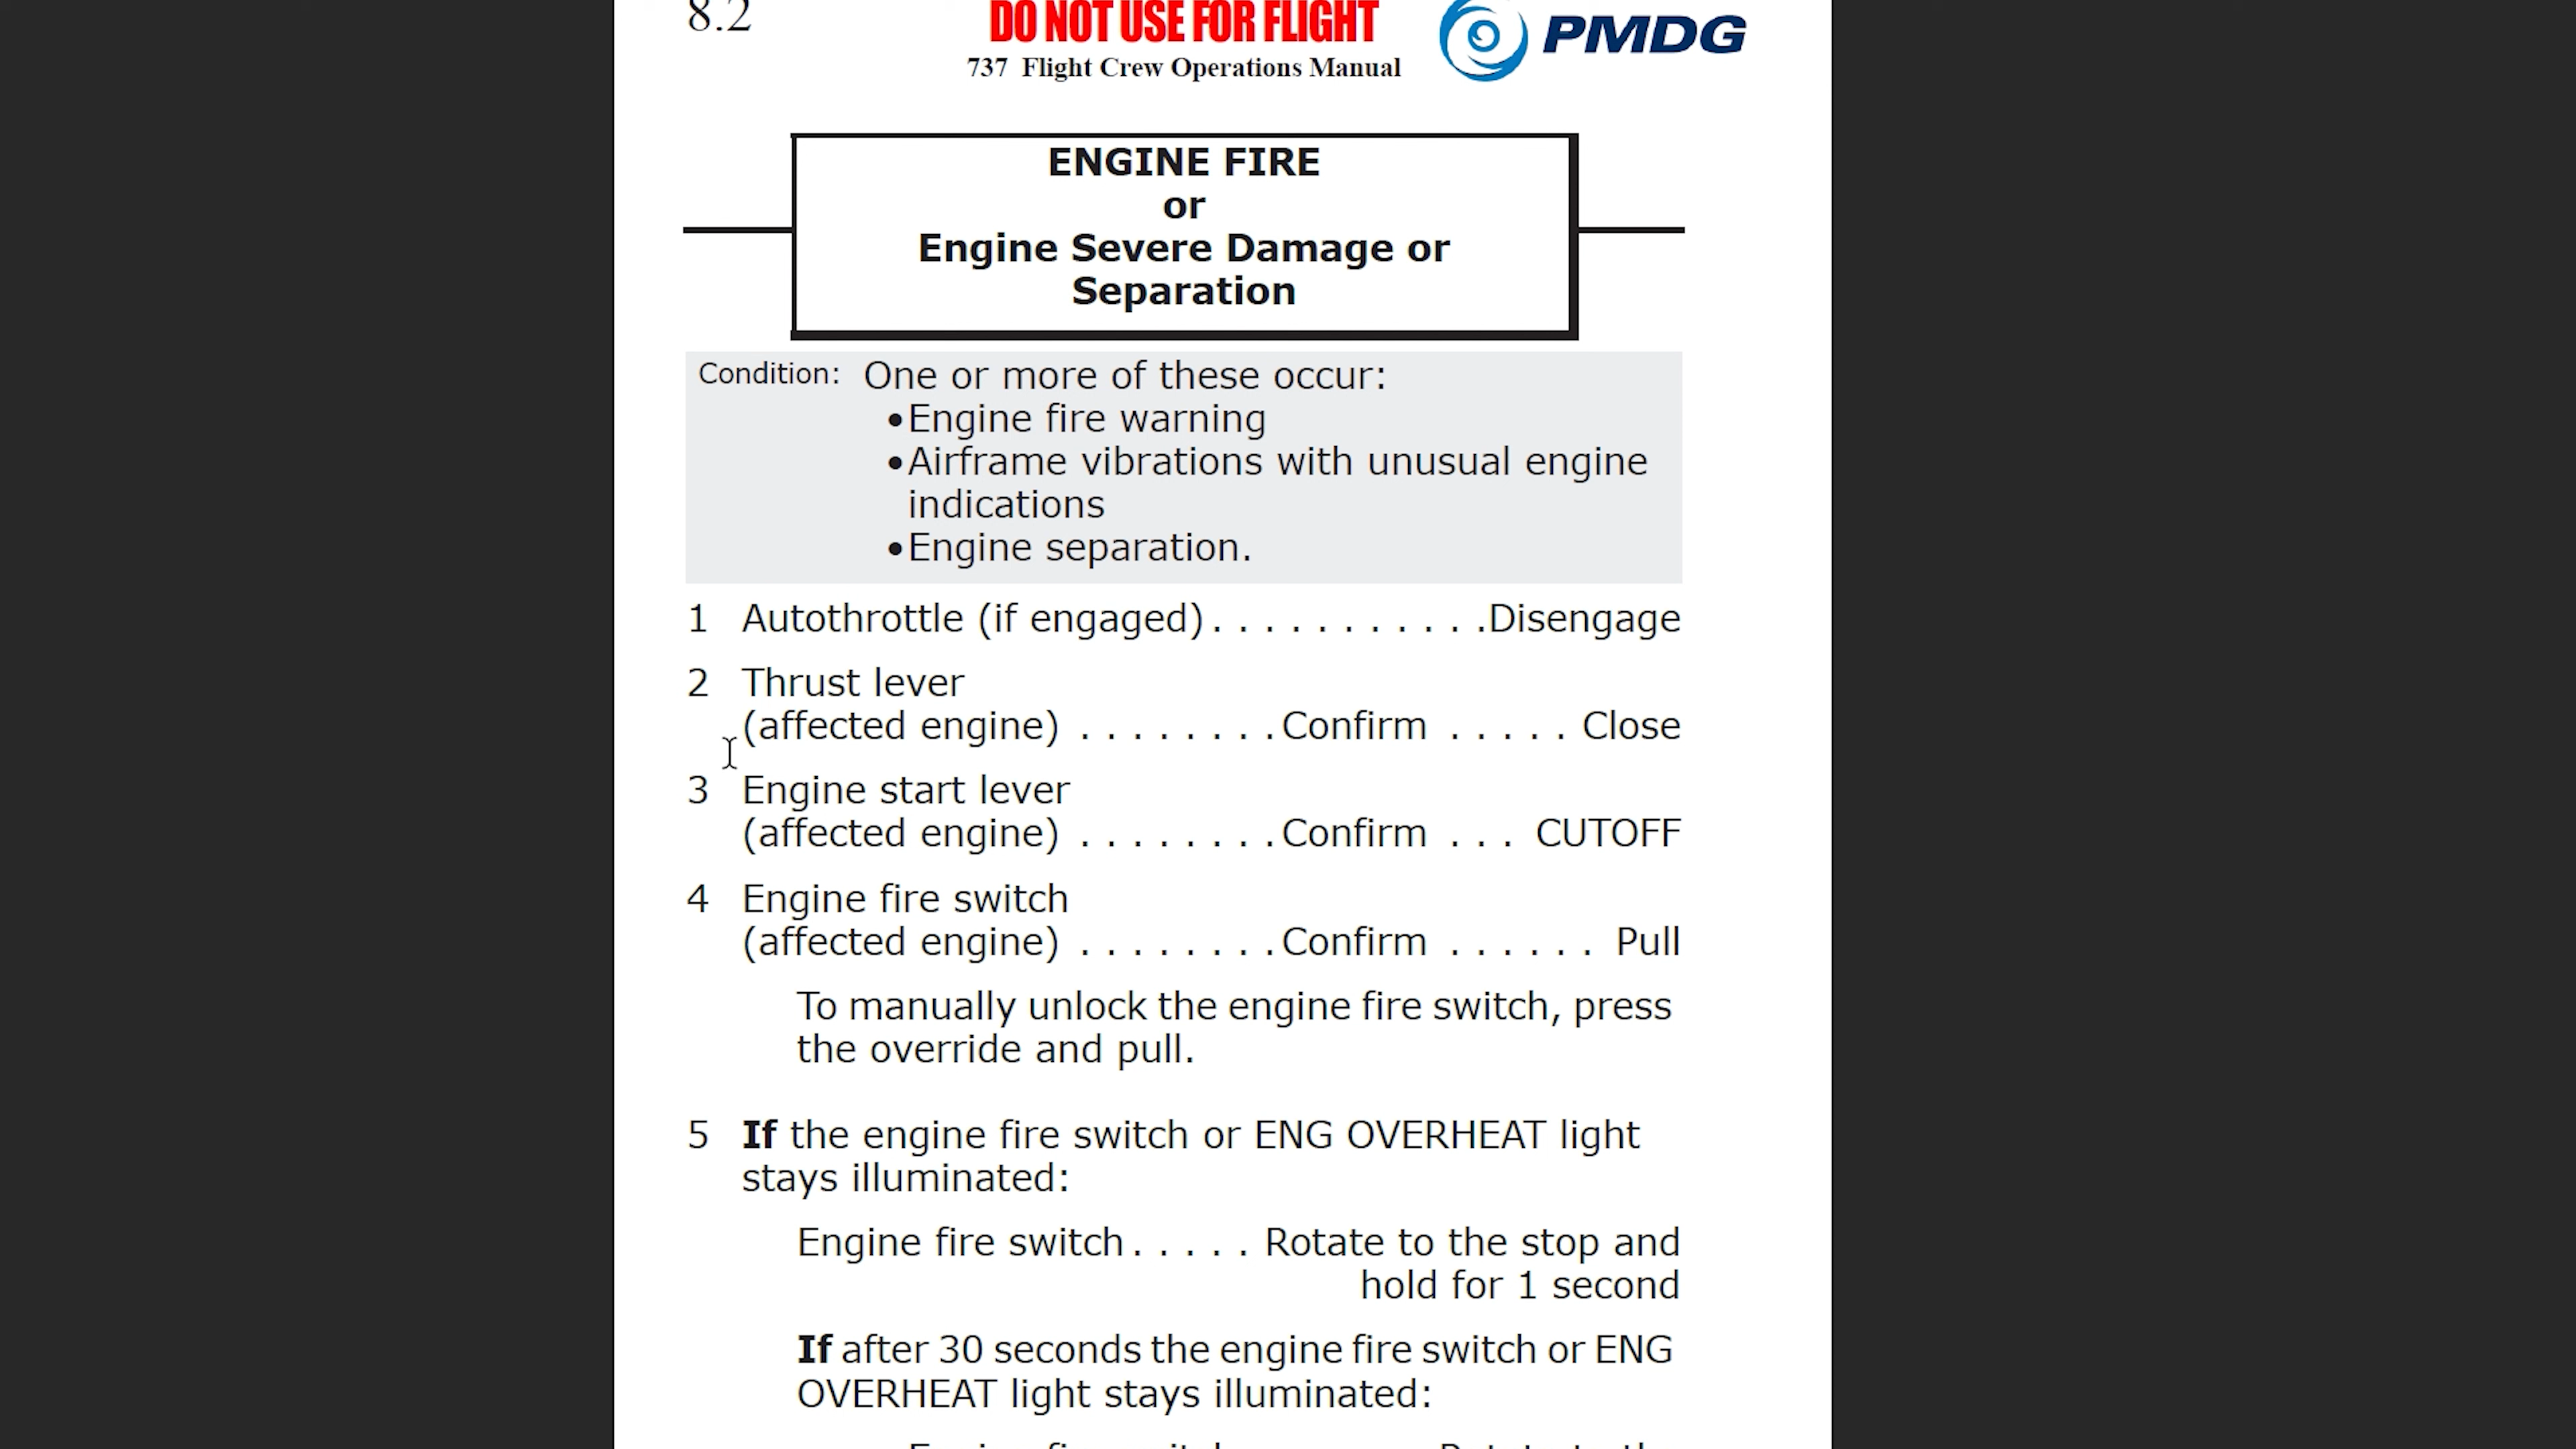 8.2
DO NOT USE FOR FLIGHT
PMDG
737 Flight Crew Operations Manual
ENGINE FIRE
or
Engine Severe Damage or
Separation
Condition: One or more of these occur:
•Engine fire warning
•Airframe vibrations with unusual engine
indications
•Engine separation.
1 Autothrottle (if engaged) . . . . . . . . . . .Disengage
2 Thrust lever
(affected engine) . . . . . . . .Confirm . . . . . Close
3 Engine start lever
(affected engine) . . . . . . . .Confirm . . . CUTOFF
4 Engine fire switch
(affected engine) . . . . . . . .Confirm . . . . . . Pull
To manually unlock the engine fire switch, press
the override and pull.
5 If the engine fire switch or ENG OVERHEAT light
stays illuminated:
Engine fire switch . . . . . Rotate to the stop and
hold for 1 second
If after 30 seconds the engine fire switch or ENG
OVERHEAT light stays illuminated: